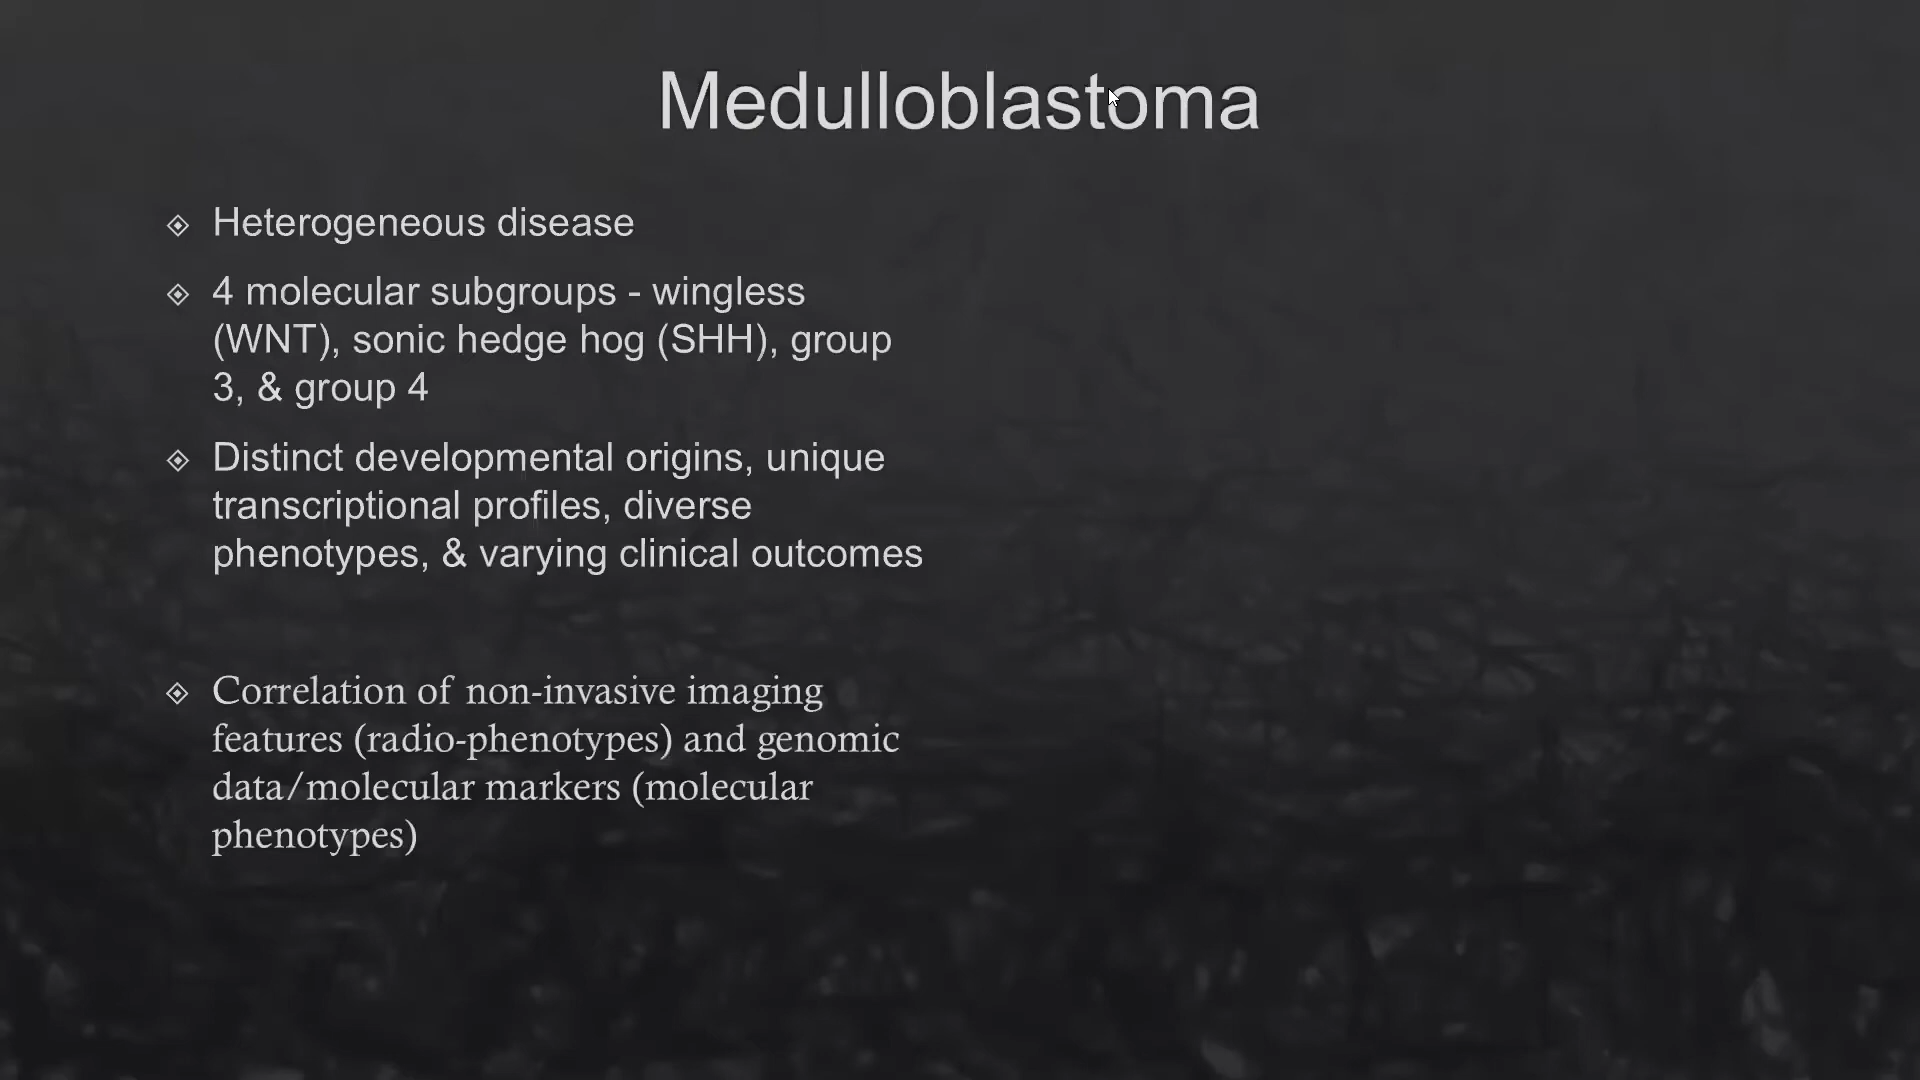 Medulloblastoma
Heterogeneous disease
4 molecular subgroups - wingless
(WNT), sonic hedge hog (SHH), group
3, & group 4
Distinct developmental origins, unique
transcriptional profiles, diverse
phenotypes, & varying clinical outcomes
Correlation of non-invasive imaging
features (radio-phenotypes) and genomic
data/molecular markers (molecular
phenotypes)